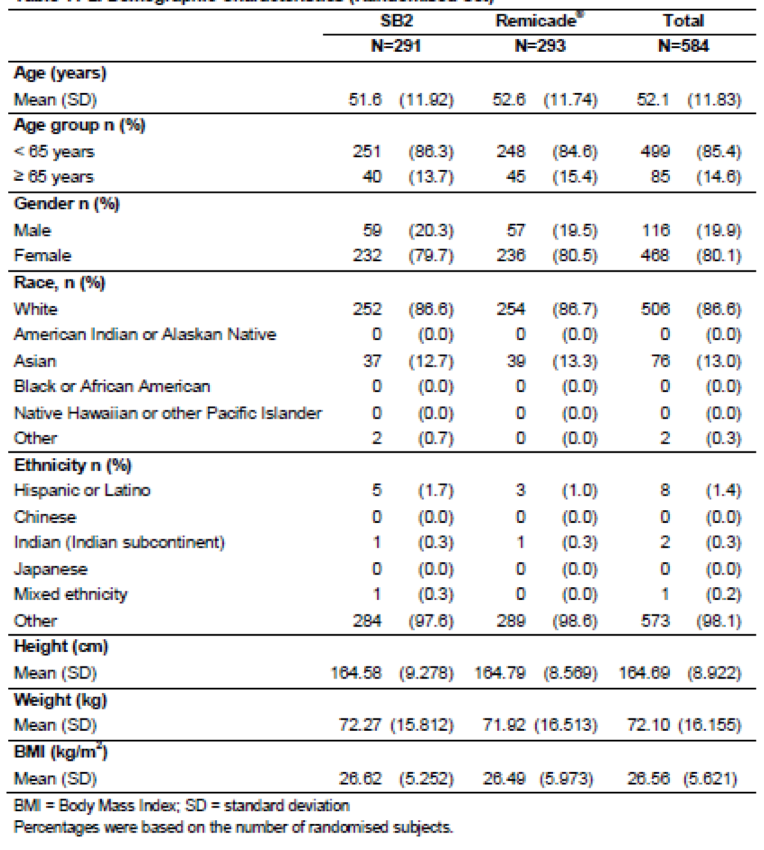 SB2 Remicade® Total
N=291 N=293 N=584
Age (years)
Mean (SD) 51.6 (11.92) 52.6 (11.74) 52.1 (11.83)
Age group n (%)
< 65 years 251 (86.3) 248 (84.6) 499 (85.4)
≥ 65 years 40 (13.7) 45 (15.4) 85 (14.6)
Gender n (%)
Male 59 (20.3) 57 (19.5) 116 (19.9)
Female 232 (79.7) 236 (80.5) 468 (80.1)
Race, n (%)
White 252 (86.6) 254 (86.7) 506 (86.6)
American Indian or Alaskan Native 0 (0.0) 0 (0.0) 0 (0.0)
Asian 37 (12.7) 39 (13.3) 76 (13.0)
Black or African American 0 (0.0) 0 (0.0) 0 (0.0)
Native Hawaiian or other Pacific Islander 0 (0.0) 0 (0.0) 0 (0.0)
Other 2 (0.7) 0 (0.0) 2 (0.3)
Ethnicity n (%)
Hispanic or Latino 5 (1.7) 3 (1.0) 8 (1.4)
Chinese 0 (0.0) 0 (0.0) 0 (0.0)
Indian (Indian subcontinent) 1 (0.3) 1 (0.3) 2 (0.3)
Japanese 0 (0.0) 0 (0.0) 0 (0.0)
Mixed ethnicity 1 (0.3) 0 (0.0) 1 (0.2)
Other 284 (97.6) 289 (98.6) 573 (98.1)
Height (cm)
Mean (SD) 164.58 (9.278) 164.79 (8.569) 164.69 (8.922)
Weight (kg)
Mean (SD) 72.27 (15.812) 71.92 (16.513) 72.10 (16.155)
BMI (kg/m²)
Mean (SD) 26.62 (5.252) 26.49 (5.973) 26.56 (5.621)
BMI = Body Mass Index; SD = standard deviation
Percentages were based on the number of randomised subjects.